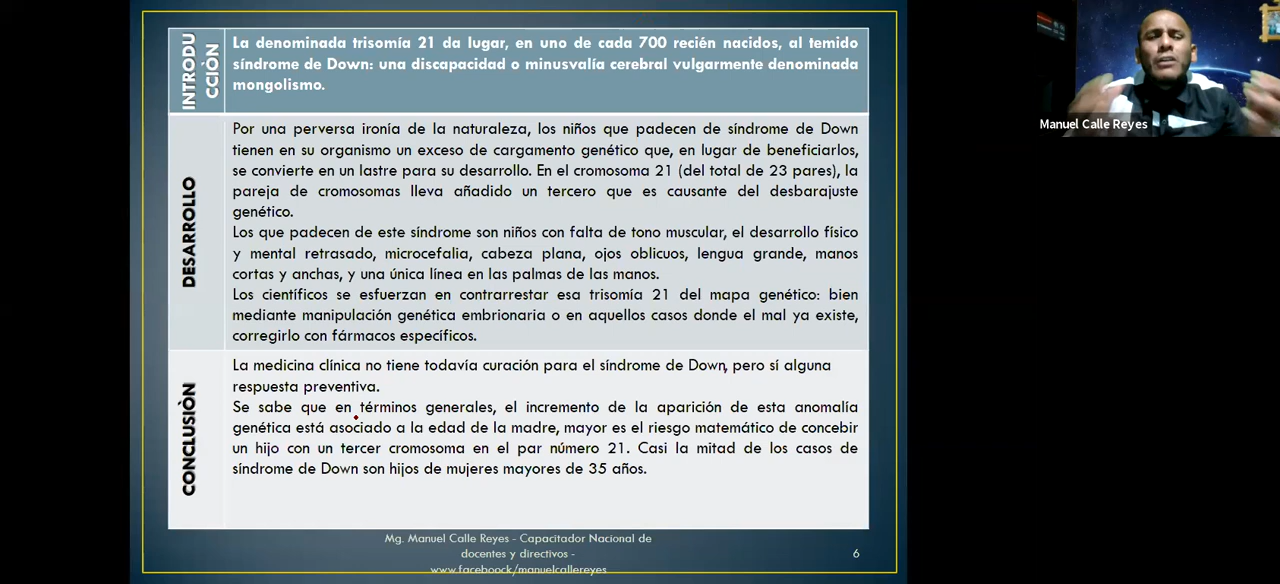 INTRODU
CCIÓN
La denominada trisomía 21 da lugar, en uno de cada 700 recién nacidos, al temido
síndrome de Down: una discapacidad o minusvalía cerebral vulgarmente denominada
mongolismo.
DESARROLLO
Por una perversa ironía de la naturaleza, los niños que padecen de síndrome de Down
tienen en su organismo un exceso de cargamento genético que, en lugar de beneficiarlos,
se convierte en un lastre para su desarrollo. En el cromosoma 21 (del total de 23 pares), la
pareja de cromosomas lleva añadido un tercero que es causante del desbarajuste
genético.
Los que padecen de este síndrome son niños con falta de tono muscular, el desarrollo físico
y mental retrasado, microcefalia, cabeza plana, ojos oblicuos, lengua grande, manos
cortas y anchas, y una única línea en las palmas de las manos.
Los científicos se esfuerzan en contrarrestar esa trisomía 21 del mapa genético: bien
mediante manipulación genética embrionaria o en aquellos casos donde el mal ya existe,
corregirlo con fármacos específicos.
CONCLUSIÒN
La medicina clínica no tiene todavía curación para el síndrome de Down, pero sí alguna
respuesta preventiva.
Se sabe que en términos generales, el incremento de la aparición de esta anomalía
genética está asociado a la edad de la madre, mayor es el riesgo matemático de concebir
un hijo con un tercer cromosoma en el par número 21. Casi la mitad de los casos de
síndrome de Down son hijos de mujeres mayores de 35 años.
Mg. Manuel Calle Reyes - Capacitador Nacional de
docentes y directivos -
www.faceboock/manuelcallereyes
6
Manuel Calle Reyes